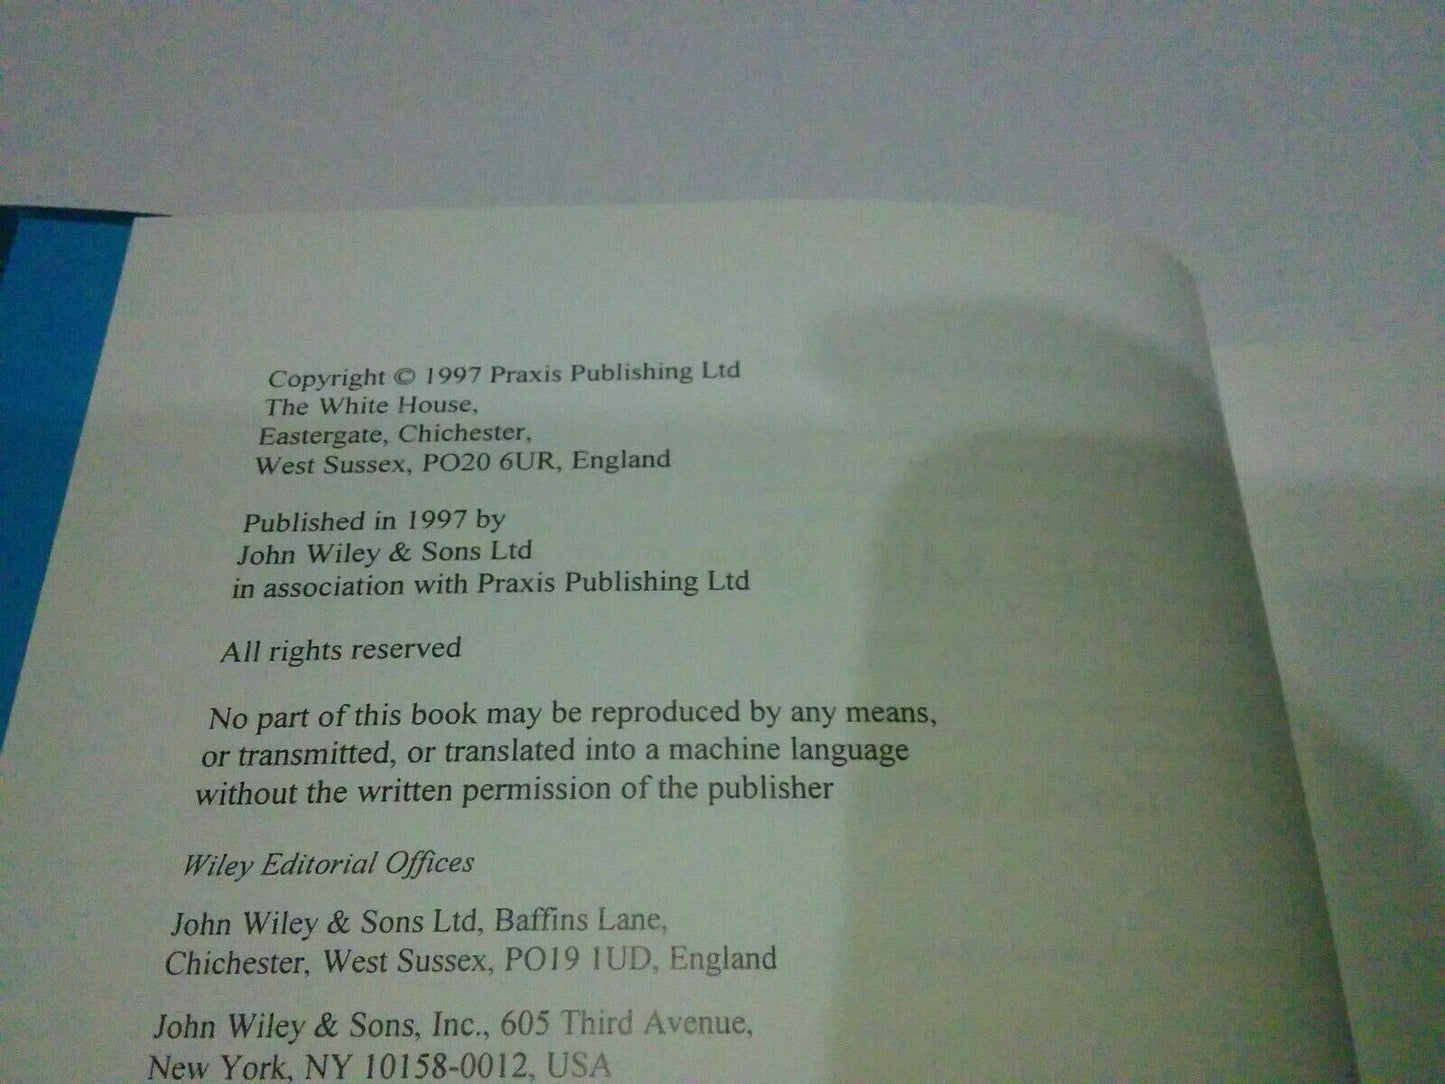 Copyright © 1997 Praxis Publishing Ltd
The White House,
Eastergate, Chichester,
West Sussex, PO20 6UR, England
Published in 1997 by
John Wiley & Sons Ltd
in association with Praxis Publishing Ltd
All rights reserved
No part of this book may be reproduced by any means,
or transmitted, or translated into a machine language
without the written permission of the publisher
Wiley Editorial Offices
John Wiley & Sons Ltd, Baffins Lane,
Chichester, West Sussex, PO19 1UD, England
John Wiley & Sons, Inc., 605 Third Avenue,
New York, NY 10158-0012, USA